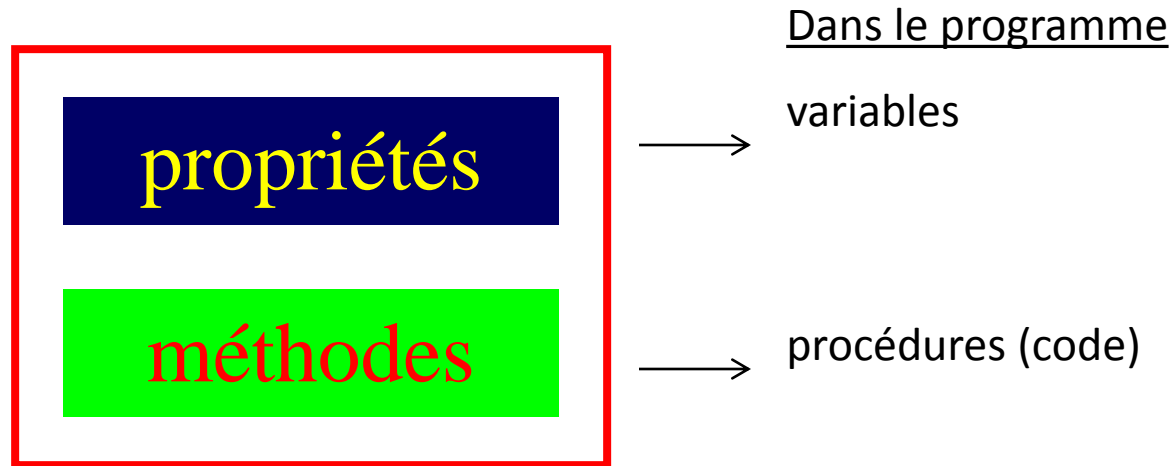 Dans le programme
propriétés
variables
méthodes
procédures (code)